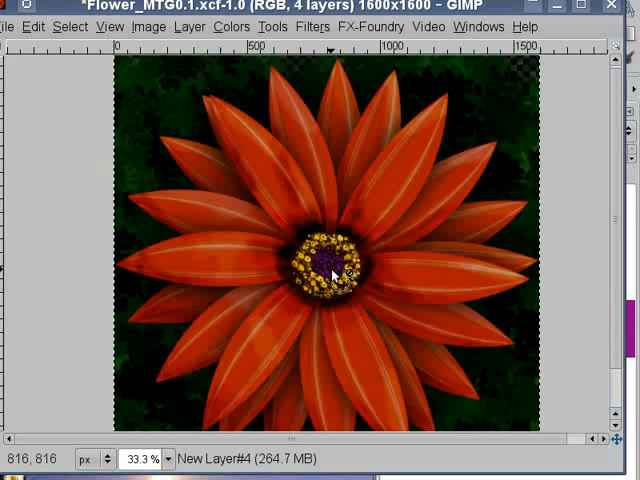 *Flower_MTG0.1.xcf-1.0 (RGB, 4 layers) 1600x1600 – GIMP
ile Edit Select View Image Layer Colors Tools Filters FX-Foundry Video Windows Help
0 500 1000 1500
816, 816 px 33.3 % New Layer#4 (264.7 MB)